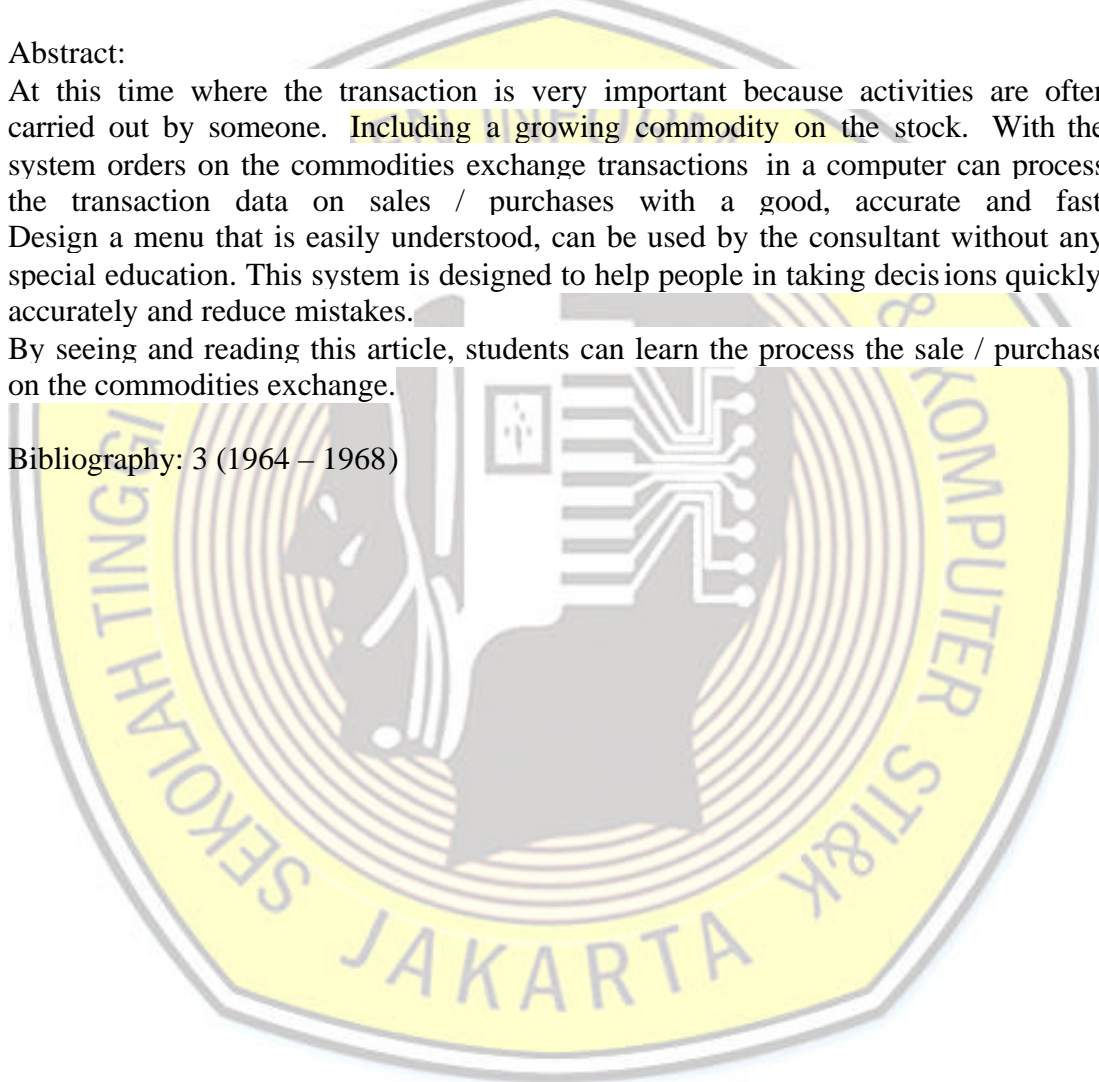 Abstract:
At this time where the transaction is very important because activities are often
carried out by someone. Including a growing commodity on the stock. With the
system orders on the commodities exchange transactions in a computer can process
the transaction data on sales / purchases with a good, accurate and fast
Design a menu that is easily understood, can be used by the consultant without any
special education. This system is designed to help people in taking decisions quickly
accurately and reduce mistakes.
By seeing and reading this article, students can learn the process the sale / purchase
on the commodities exchange.
Bibliography: 3 (1964 – 1968)
SEKOLAH TINGGI
& KOMPUTER STI&K
JAKARTA